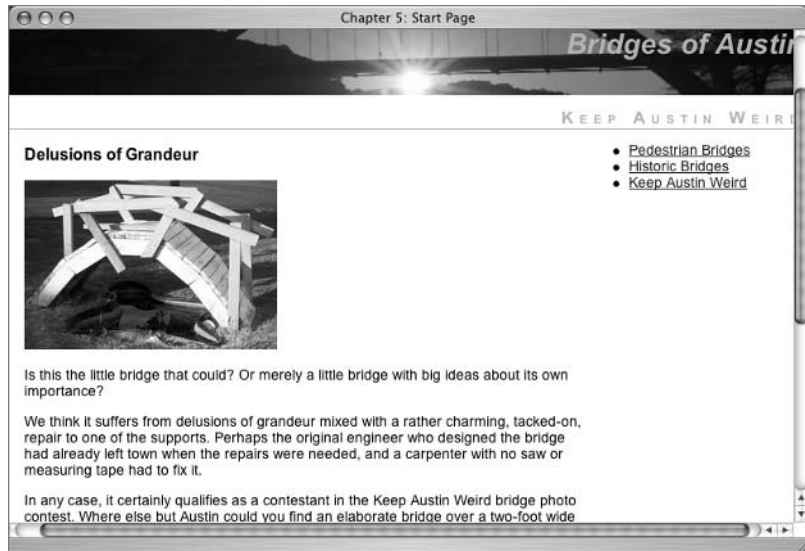 Chapter 5: Start Page
Bridges of Austin
KEEP AUSTIN WEIRD
Delusions of Grandeur
Pedestrian Bridges
Historic Bridges
Keep Austin Weird
Is this the little bridge that could? Or merely a little bridge with big ideas about its own
importance?
We think it suffers from delusions of grandeur mixed with a rather charming, tacked-on,
repair to one of the supports. Perhaps the original engineer who designed the bridge
had already left town when the repairs were needed, and a carpenter with no saw or
measuring tape had to fix it.
In any case, it certainly qualifies as a contestant in the Keep Austin Weird bridge photo
contest. Where else but Austin could you find an elaborate bridge over a two-foot wide